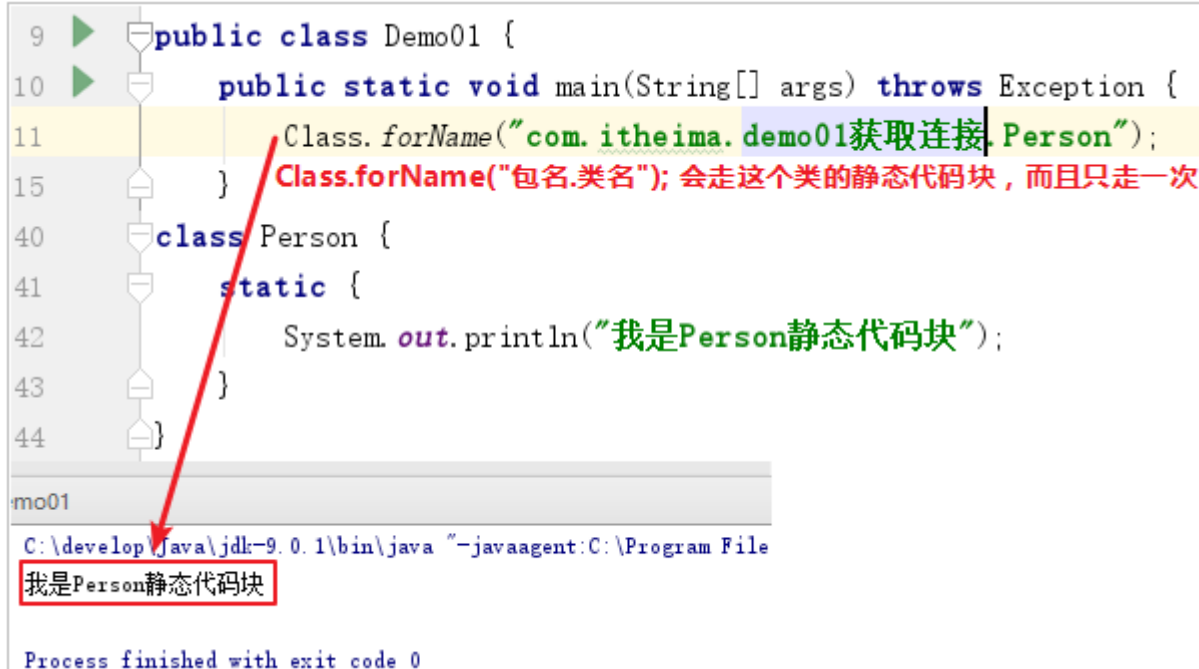 9 public class Demo01 {
10 public static void main(String[] args) throws Exception {
11 Class.forName("com.itheima.demo01获取连接.Person");
15 } Class.forName("包名.类名"); 会走这个类的静态代码块，而且只走一次
40 class Person {
41 static {
42 System.out.println("我是Person静态代码块");
43 }
44 }
emo01
C:\develop\Java\jdk-9.0.1\bin\java "-javaagent:C:\Program File
我是Person静态代码块
Process finished with exit code 0